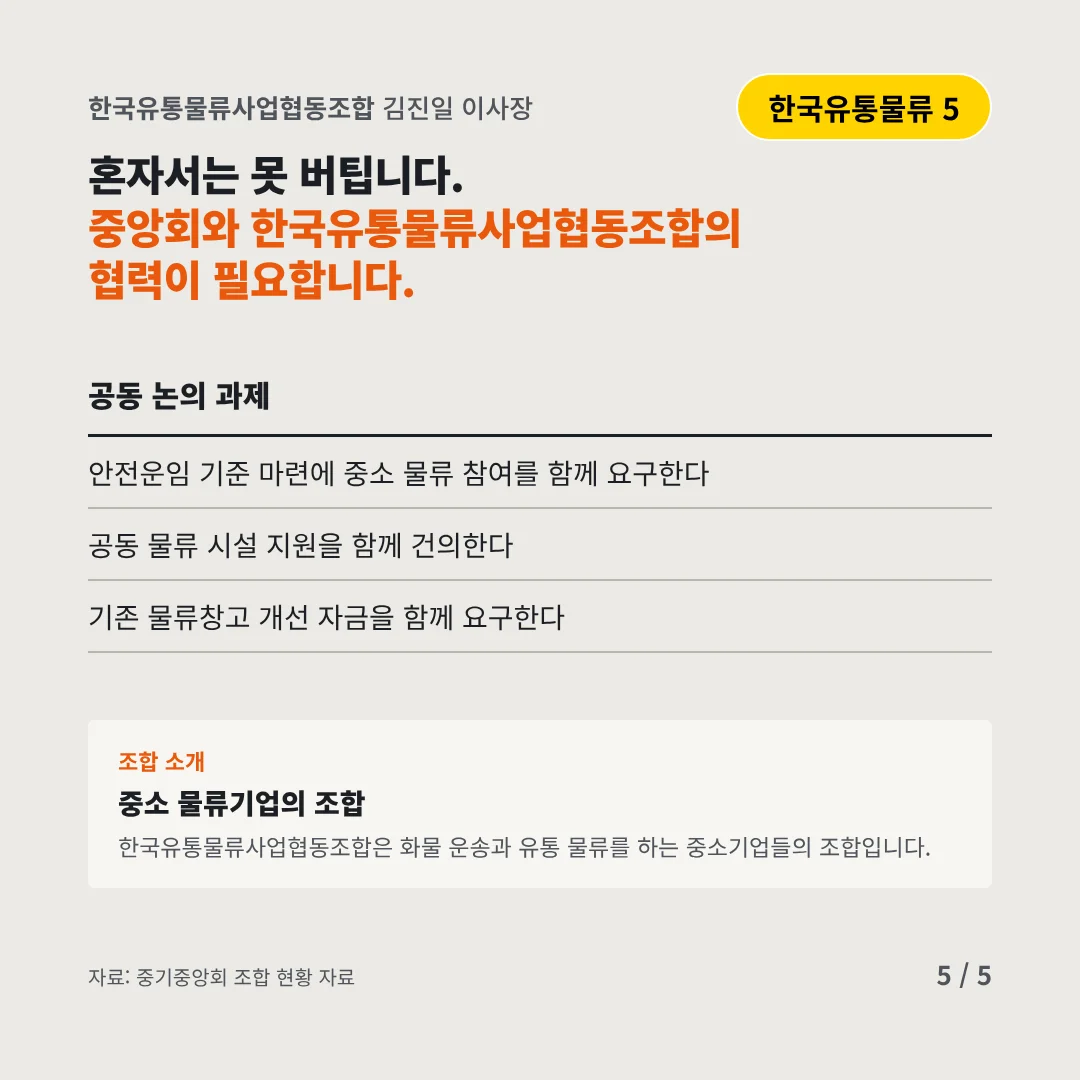 한국유통물류사업협동조합 김진일 이사장
한국유통물류 5
혼자서는 못 버팁니다.
중앙회와 한국유통물류사업협동조합의
협력이 필요합니다.
공동 논의 과제
안전운임 기준 마련에 중소 물류 참여를 함께 요구한다
공동 물류 시설 지원을 함께 건의한다
기존 물류창고 개선 자금을 함께 요구한다
조합 소개
중소 물류기업의 조합
한국유통물류사업협동조합은 화물 운송과 유통 물류를 하는 중소기업들의 조합입니다.
자료: 중기중앙회 조합 현황 자료
5 / 5